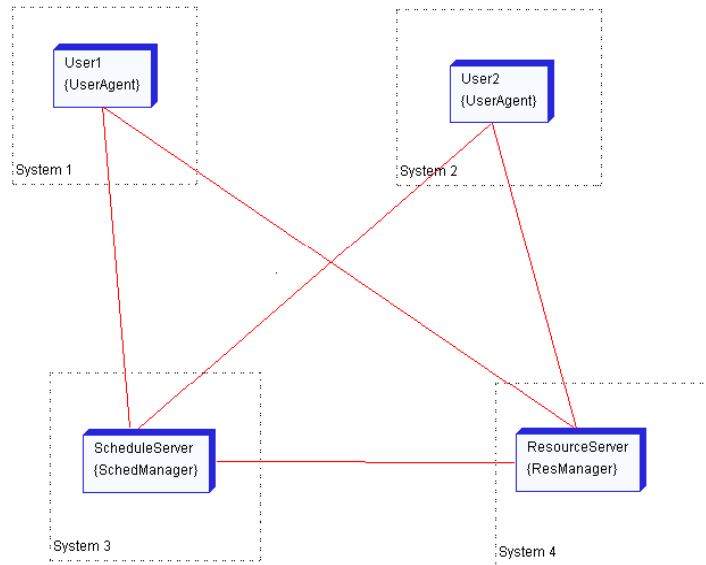 User1
{UserAgent}
System 1
User2
{UserAgent}
System 2
ScheduleServer
{SchedManager}
System 3
ResourceServer
{ResManager}
System 4